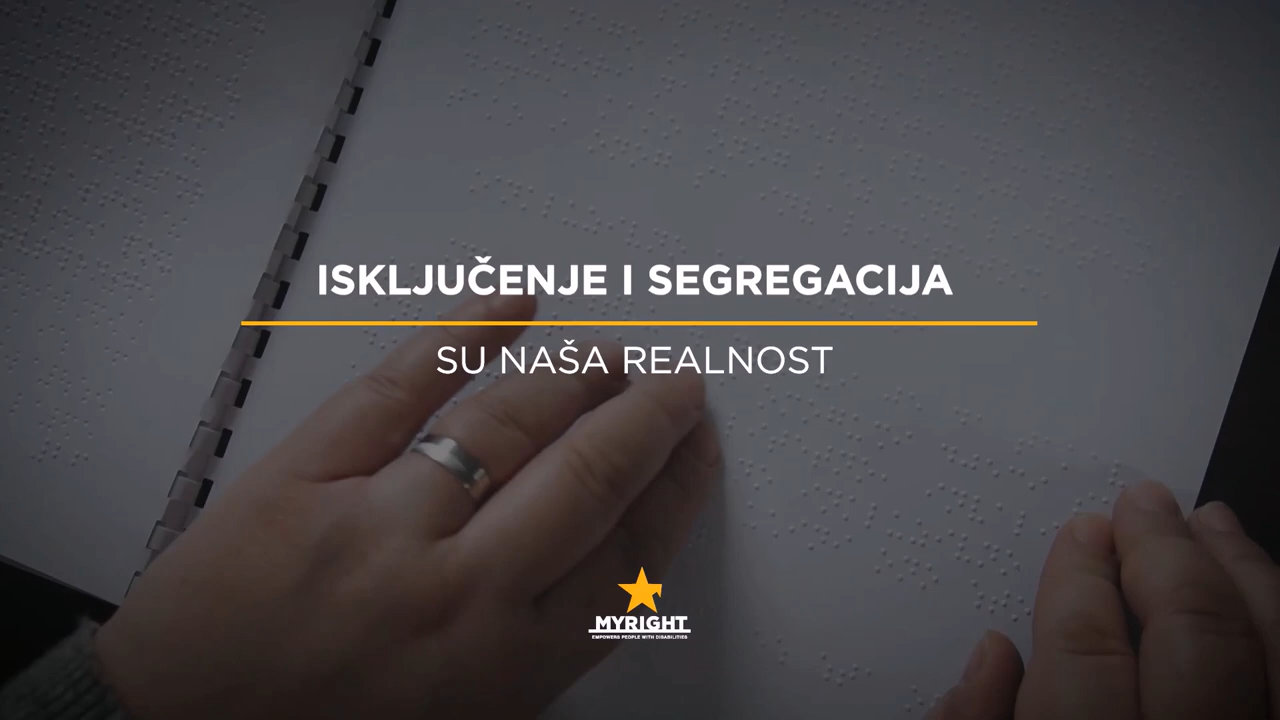 ISKLJUČENJE I SEGREGACIJA
SU NAŠA REALNOST
MYRIGHT
EMPOWERS PEOPLE WITH DISABILITIES